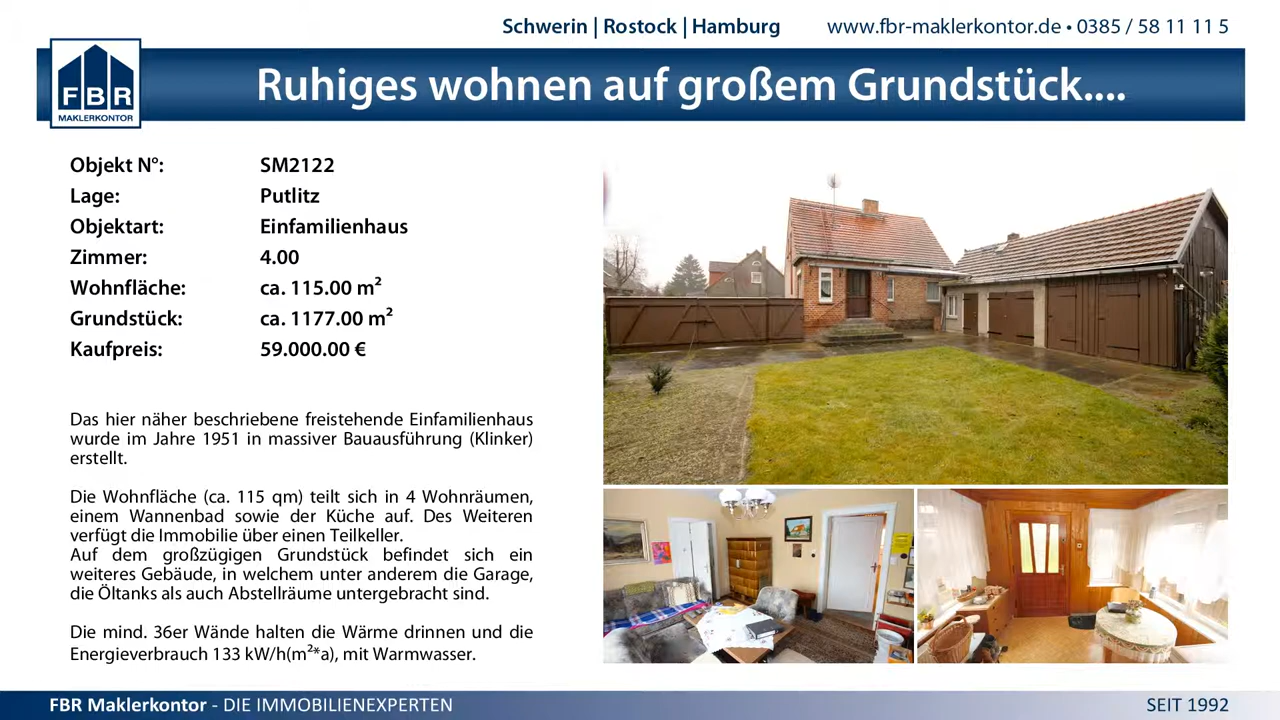 Schwerin | Rostock | Hamburg
www.fbr-maklerkontor.de • 0385 / 58 11 11 5
FBR
MAKLERKONTOR
Ruhiges wohnen auf großem Grundstück....
Objekt N°: SM2122
Lage: Putlitz
Objektart: Einfamilienhaus
Zimmer: 4.00
Wohnfläche: ca. 115.00 m²
Grundstück: ca. 1177.00 m²
Kaufpreis: 59.000.00 €
Das hier näher beschriebene freistehende Einfamilienhaus
wurde im Jahre 1951 in massiver Bauausführung (Klinker)
erstellt.
Die Wohnfläche (ca. 115 qm) teilt sich in 4 Wohnräumen,
einem Wannenbad sowie der Küche auf. Des Weiteren
verfügt die Immobilie über einen Teilkeller.
Auf dem großzügigen Grundstück befindet sich ein
weiteres Gebäude, in welchem unter anderem die Garage,
die Öltanks als auch Abstellräume untergebracht sind.
Die mind. 36er Wände halten die Wärme drinnen und die
Energieverbrauch 133 kW/h(m²*a), mit Warmwasser.
FBR Maklerkontor - DIE IMMOBILIENEXPERTEN
SEIT 1992